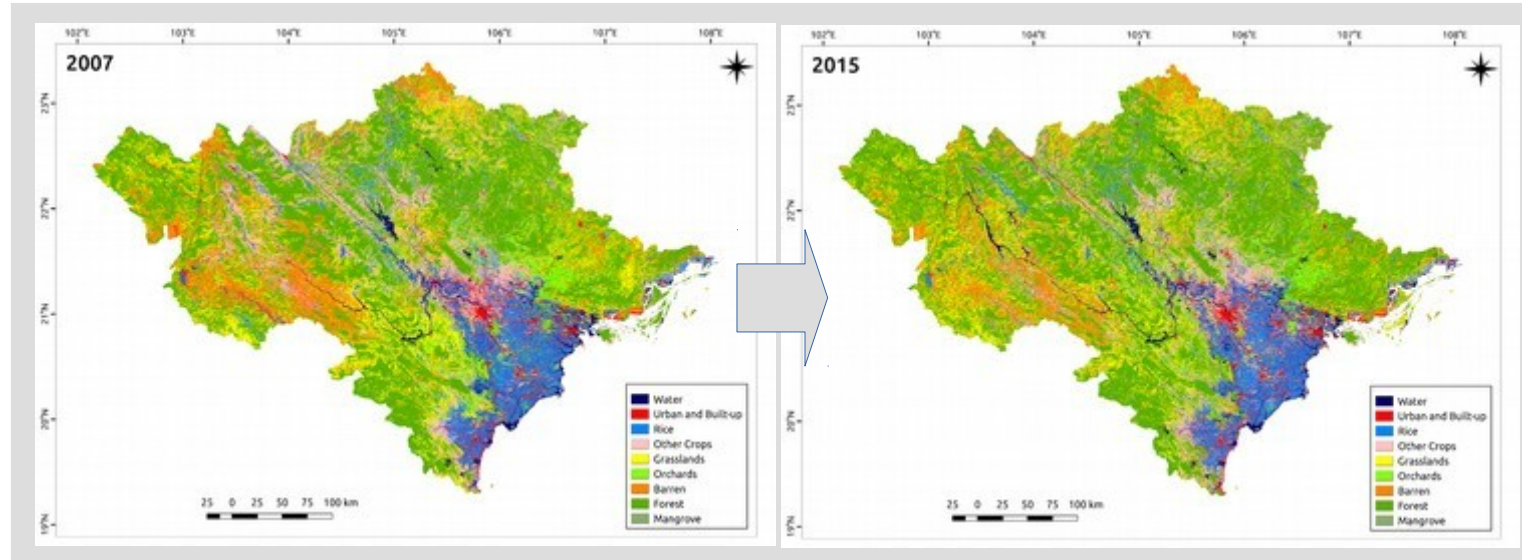 102°E 103°E 104°E 105°E 106°E 107°E 108°E
2007
23°N
22°N
21°N
20°N
19°N
Water
Urban and Built-up
Rice
Other Crops
Grasslands
Orchards
Barren
Forest
Mangrove
25 0 25 50 75 100 km
102°E 103°E 104°E 105°E 106°E 107°E 108°E
2015
23°N
22°N
21°N
20°N
19°N
Water
Urban and Built-up
Rice
Other Crops
Grasslands
Orchards
Barren
Forest
Mangrove
25 0 25 50 75 100 km